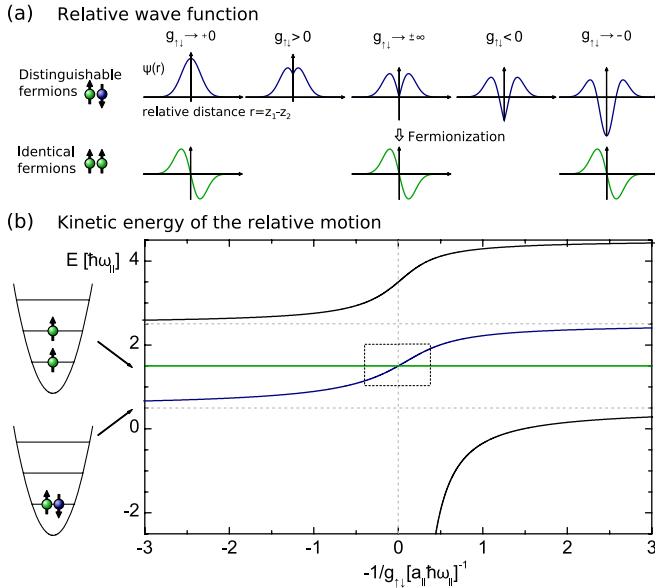 (a) Relative wave function
g↑↓→+0 g↑↓>0 g↑↓→±∞ g↑↓<0 g↑↓→-0
Distinguishable
fermions
ψ(r)
relative distance r=z₁-z₂
Fermionization
Identical
fermions
(b) Kinetic energy of the relative motion
E [ħω||]
4
2
0
-2
-3 -2 -1 0 1 2 3
-1/g↑↓[a||ħω||]⁻¹